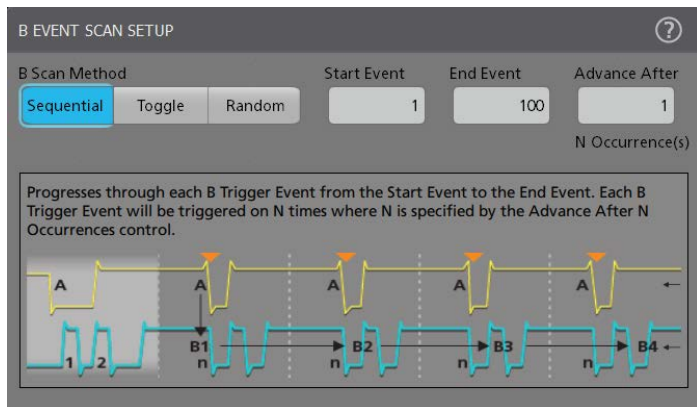 B EVENT SCAN SETUP ?
B Scan Method Start Event End Event Advance After
Sequential Toggle Random 1 100 1
N Occurrence(s)
Progresses through each B Trigger Event from the Start Event to the End Event. Each B
Trigger Event will be triggered on N times where N is specified by the Advance After N
Occurrences control.
A A A A A
B1 B2 B3 B4
1 2 n n n n